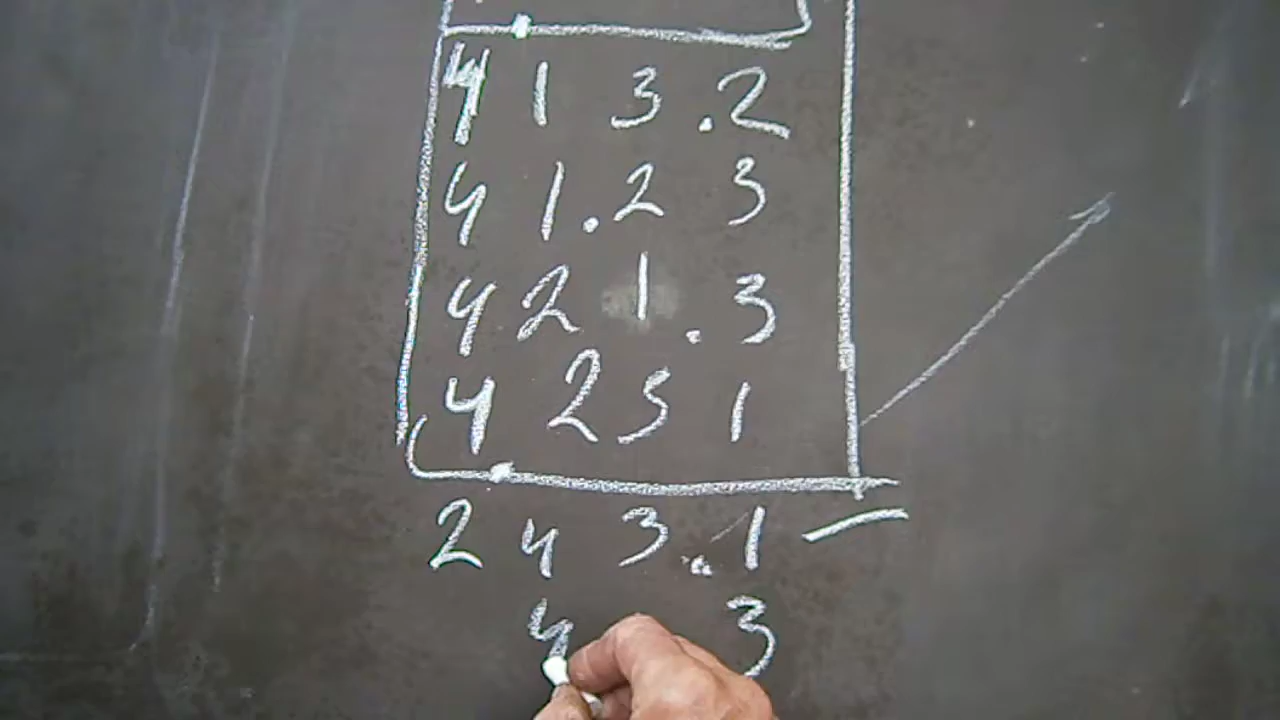 4 1 3 . 2
4 1 . 2 3
4 2 1 . 3
4 2 5 1
2 4 3 . 1 —
4 3